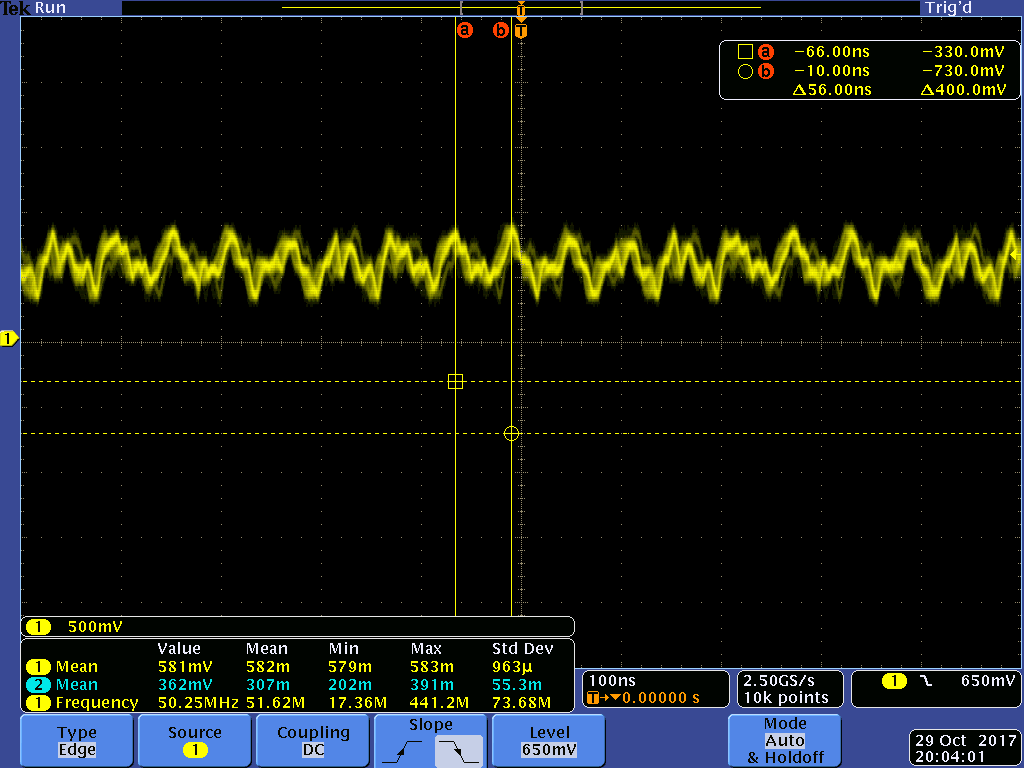 Tek Run Trig'd
T
a b T
a −66.00ns −330.0mV
b −10.00ns −730.0mV
Δ56.00ns Δ400.0mV
1
1 500mV
Value Mean Min Max Std Dev
1 Mean 581mV 582m 579m 583m 963µ
2 Mean 362mV 307m 202m 391m 55.3m
1 Frequency 50.25MHz 51.62M 17.36M 441.2M 73.68M
100ns
T→▼0.00000 s
2.50GS/s
10k points
1 650mV
Type
Edge
Source
1
Coupling
DC
Slope
Level
650mV
Mode
Auto
& Holdoff
29 Oct 2017
20:04:01